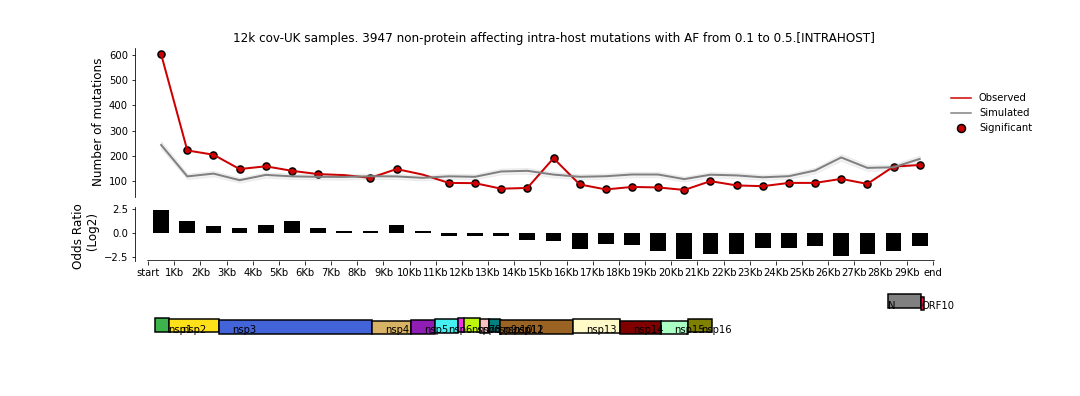 12k cov-UK samples. 3947 non-protein affecting intra-host mutations with AF from 0.1 to 0.5.[INTRAHOST]
Number of mutations
600
500
400
300
200
100
Observed
Simulated
Significant
Odds Ratio
(Log2)
2.5
0.0
−2.5
start 1Kb 2Kb 3Kb 4Kb 5Kb 6Kb 7Kb 8Kb 9Kb 10Kb 11Kb 12Kb 13Kb 14Kb 15Kb 16Kb 17Kb 18Kb 19Kb 20Kb 21Kb 22Kb 23Kb 24Kb 25Kb 26Kb 27Kb 28Kb 29Kb end
N ORF10
nsp1 nsp2 nsp3 nsp4 nsp5 nsp6 nsp12 nsp13 nsp14 nsp15 nsp16